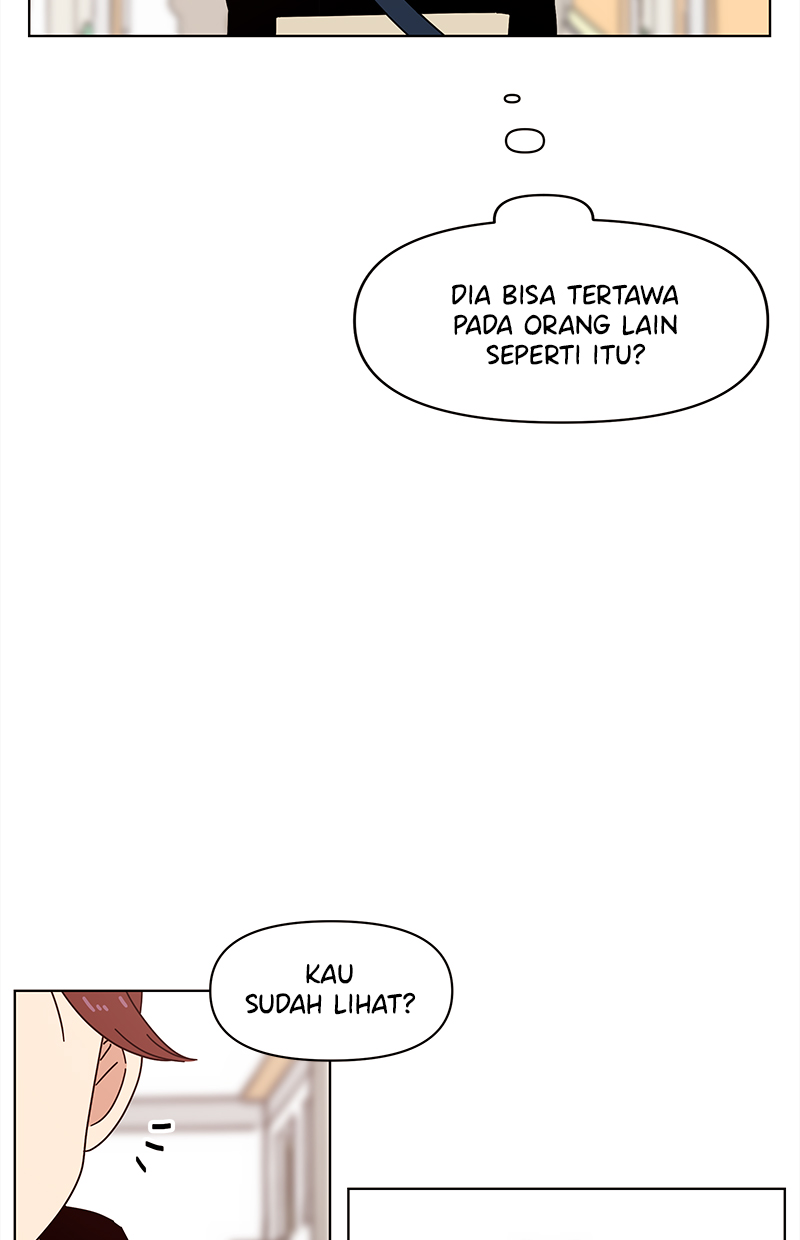 DIA BISA TERTAWA
PADA ORANG LAIN
SEPERTI ITU?
KAU
SUDAH LIHAT?